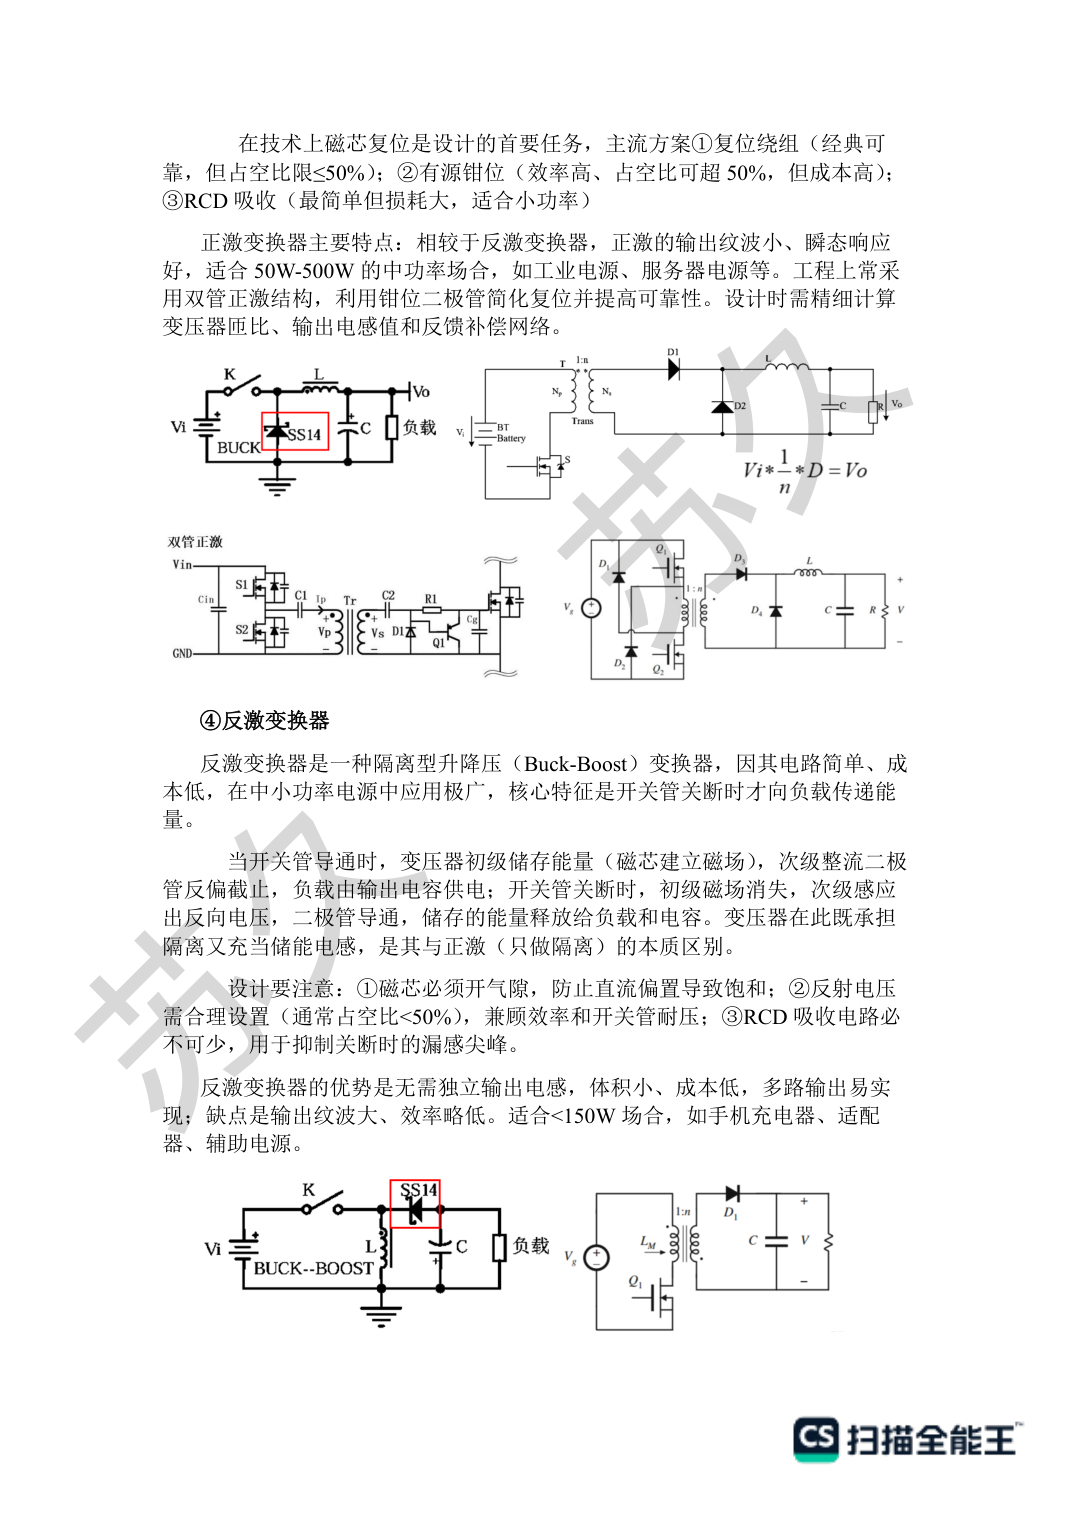 在技术上磁芯复位是设计的首要任务，主流方案①复位绕组（经典可
靠，但占空比限≤50%）；②有源钳位（效率高、占空比可超 50%，但成本高）；
③RCD 吸收（最简单但损耗大，适合小功率）
正激变换器主要特点：相较于反激变换器，正激的输出纹波小、瞬态响应
好，适合 50W-500W 的中功率场合，如工业电源、服务器电源等。工程上常采
用双管正激结构，利用钳位二极管简化复位并提高可靠性。设计时需精细计算
变压器匝比、输出电感值和反馈补偿网络。
K L Vo
Vi SS14 C 负载
BUCK
T 1:n D1 L
Np Ns D2 C R Vo
Trans
Vi BT
Battery
S
Vi*1/n*D=Vo
双管正激
Vin
S1 C1 Ip Tr C2 R1
Cin Cg
S2 Vp Vs D1 Q1
GND
Q1 D3 L
D1 1:n
Vg D4 C R V
D2 Q2
④反激变换器
反激变换器是一种隔离型升降压（Buck-Boost）变换器，因其电路简单、成
本低，在中小功率电源中应用极广，核心特征是开关管关断时才向负载传递能
量。
当开关管导通时，变压器初级储存能量（磁芯建立磁场），次级整流二极
管反偏截止，负载由输出电容供电；开关管关断时，初级磁场消失，次级感应
出反向电压，二极管导通，储存的能量释放给负载和电容。变压器在此既承担
隔离又充当储能电感，是其与正激（只做隔离）的本质区别。
设计要注意：①磁芯必须开气隙，防止直流偏置导致饱和；②反射电压
需合理设置（通常占空比<50%），兼顾效率和开关管耐压；③RCD 吸收电路必
不可少，用于抑制关断时的漏感尖峰。
反激变换器的优势是无需独立输出电感，体积小、成本低，多路输出易实
现；缺点是输出纹波大、效率略低。适合<150W 场合，如手机充电器、适配
器、辅助电源。
K SS14
Vi L C 负载
BUCK--BOOST
1:n D1
Vg LM C V
Q1
苏久
苏久
CS 扫描全能王™